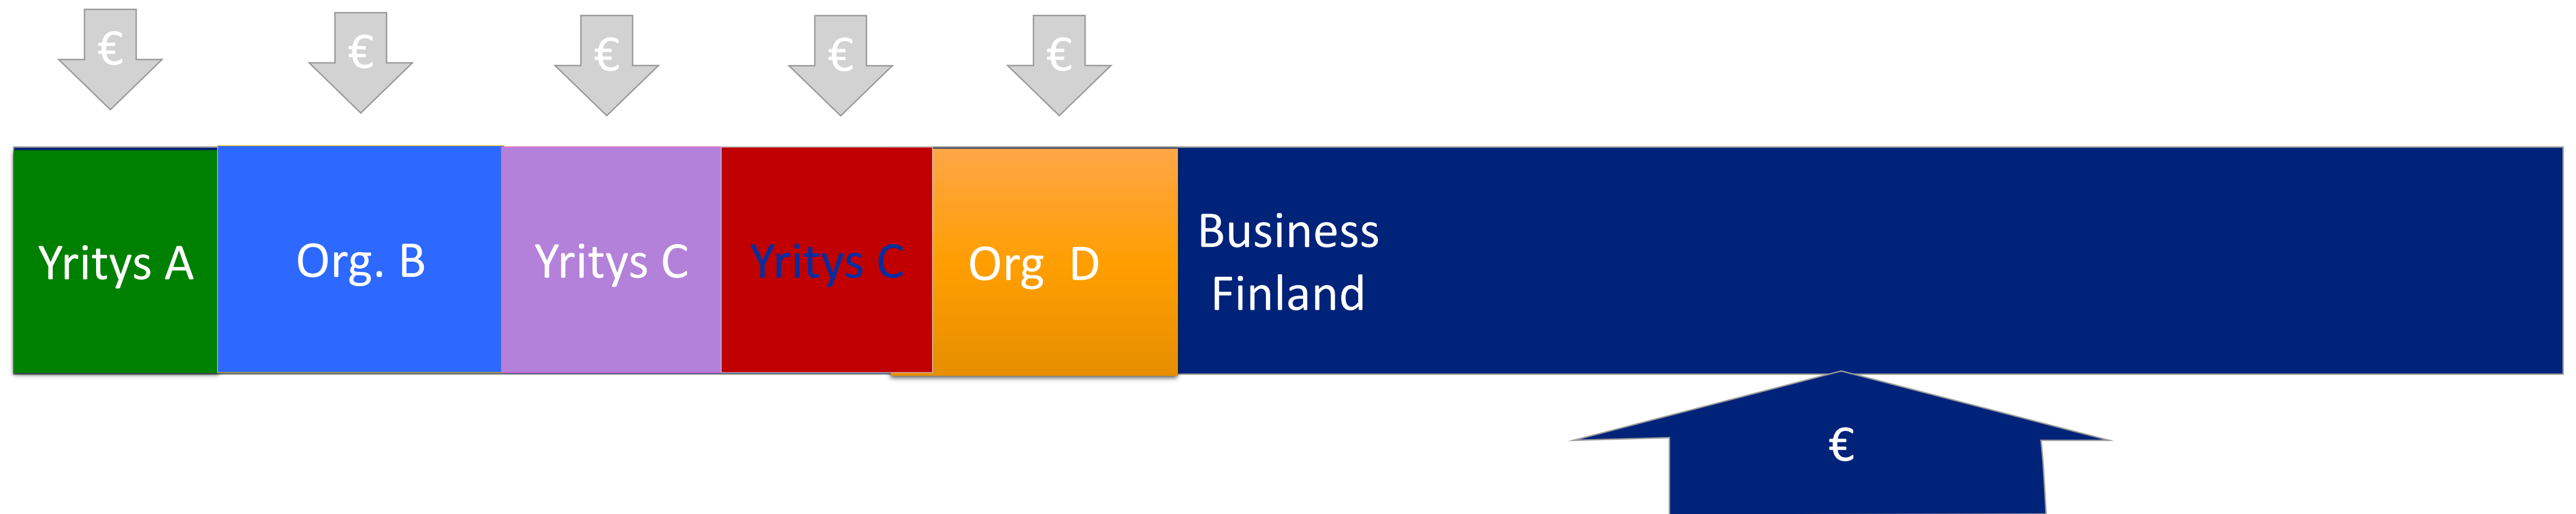 € € € € €
Yritys A Org. B Yritys C Yritys C Org D Business
Finland
€